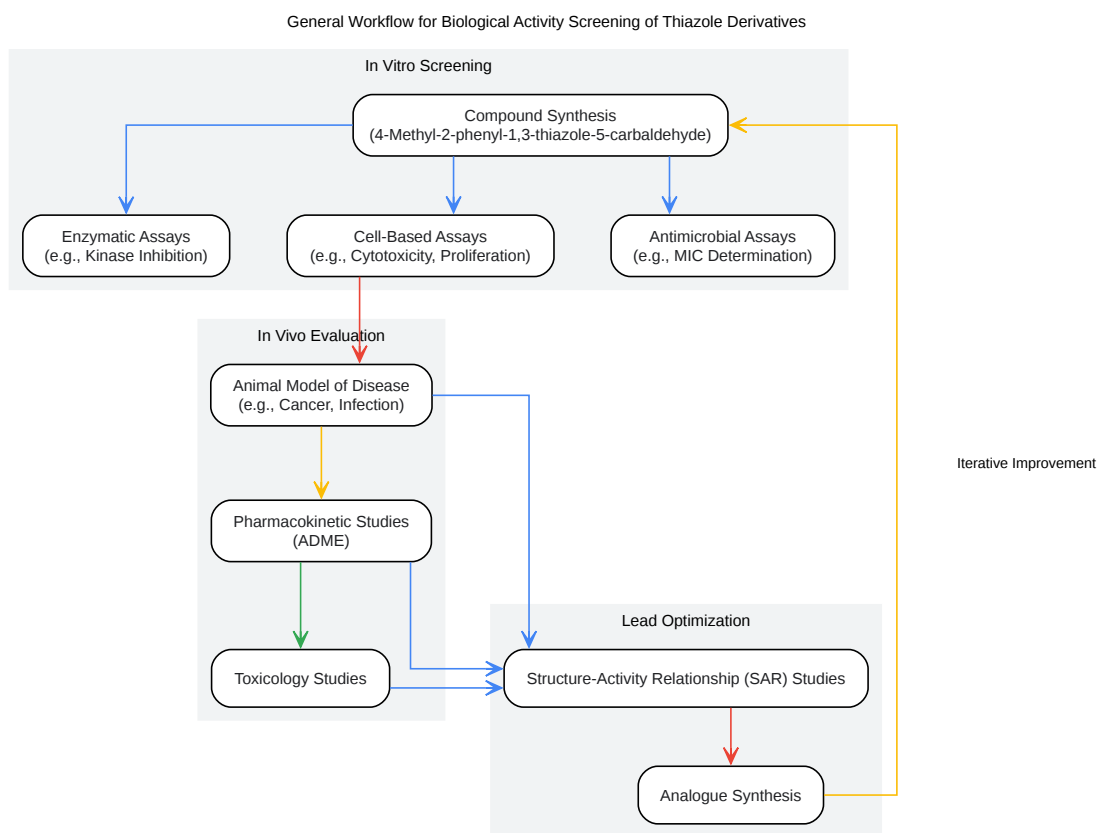 General Workflow for Biological Activity Screening of Thiazole Derivatives
In Vitro Screening
Compound Synthesis
(4-Methyl-2-phenyl-1,3-thiazole-5-carbaldehyde)
Enzymatic Assays
(e.g., Kinase Inhibition)
Cell-Based Assays
(e.g., Cytotoxicity, Proliferation)
Antimicrobial Assays
(e.g., MIC Determination)
In Vivo Evaluation
Animal Model of Disease
(e.g., Cancer, Infection)
Iterative Improvement
Pharmacokinetic Studies
(ADME)
Lead Optimization
Toxicology Studies
Structure-Activity Relationship (SAR) Studies
Analogue Synthesis